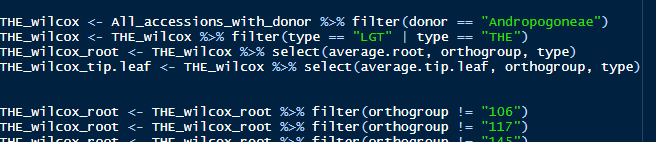 THE_wilcox <- All_accessions_with_donor %>% filter(donor == "Andropogoneae")
THE_wilcox <- THE_wilcox %>% filter(type == "LGT" | type == "THE")
THE_wilcox_root <- THE_wilcox %>% select(average.root, orthogroup, type)
THE_wilcox_tip.leaf <- THE_wilcox %>% select(average.tip.leaf, orthogroup, type)
THE_wilcox_root <- THE_wilcox_root %>% filter(orthogroup != "106")
THE_wilcox_root <- THE_wilcox_root %>% filter(orthogroup != "117")
THE_wilcox_root <- THE_wilcox_root %>% filter(orthogroup != "145")